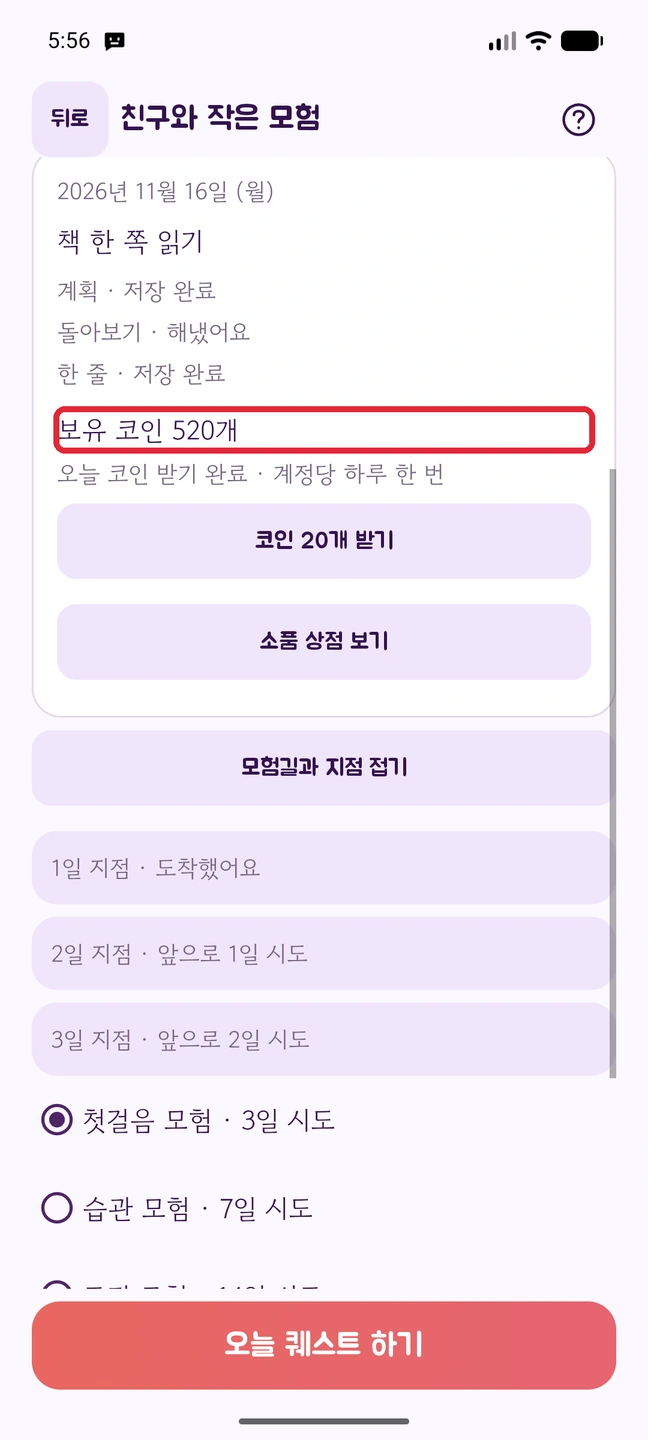 5:56
뒤로
친구와 작은 모험
2026년 11월 16일 (월)
책 한 쪽 읽기
계획 · 저장 완료
돌아보기 · 해냈어요
한 줄 · 저장 완료
보유 코인 520개
오늘 코인 받기 완료 · 계정당 하루 한 번
코인 20개 받기
소품 상점 보기
모험길과 지점 접기
1일 지점 · 도착했어요
2일 지점 · 앞으로 1일 시도
3일 지점 · 앞으로 2일 시도
첫걸음 모험 · 3일 시도
습관 모험 · 7일 시도
오늘 퀘스트 하기